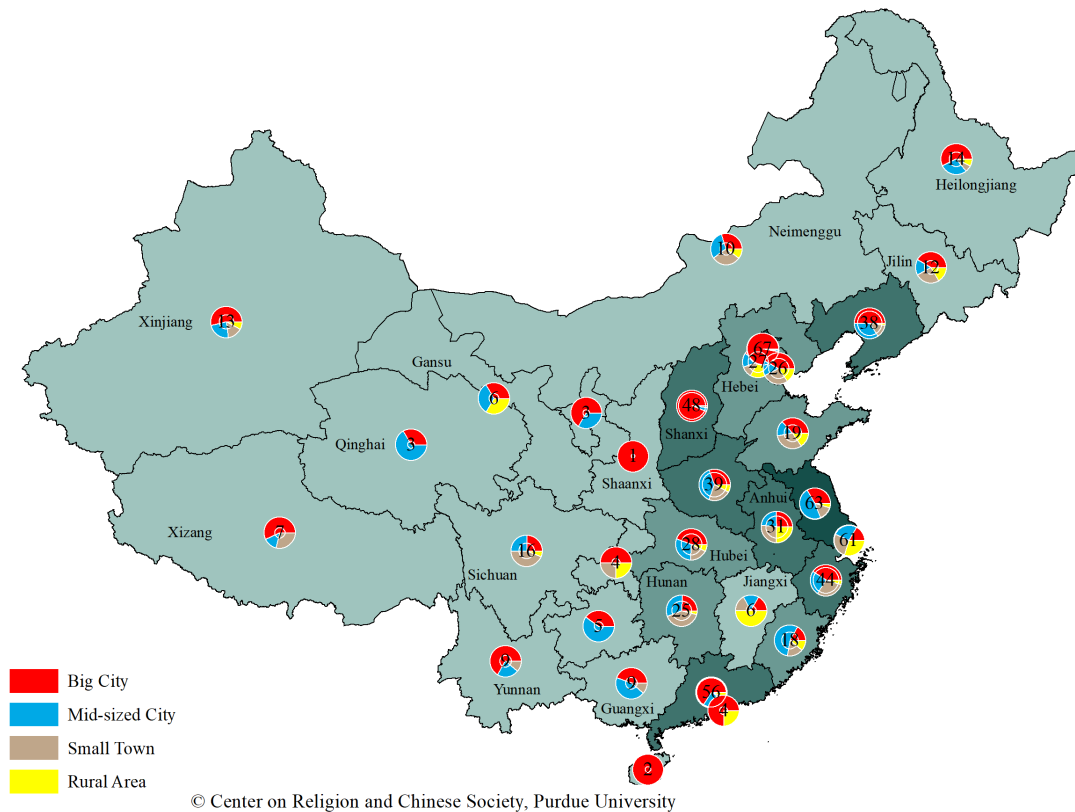 14
Heilongjiang
Neimenggu
10
Jilin
12
Xinjiang
13
38
67
Gansu
26
Hebei
6
3
48
Shanxi
19
Qinghai
3
1
Shaanxi
39
Anhui
63
Xizang
7
31
61
16
28
Hubei
Sichuan
4
44
Hunan
Jiangxi
25
6
5
18
9
Yunnan
9
Guangxi
56
4
2
Big City
Mid-sized City
Small Town
Rural Area
© Center on Religion and Chinese Society, Purdue University